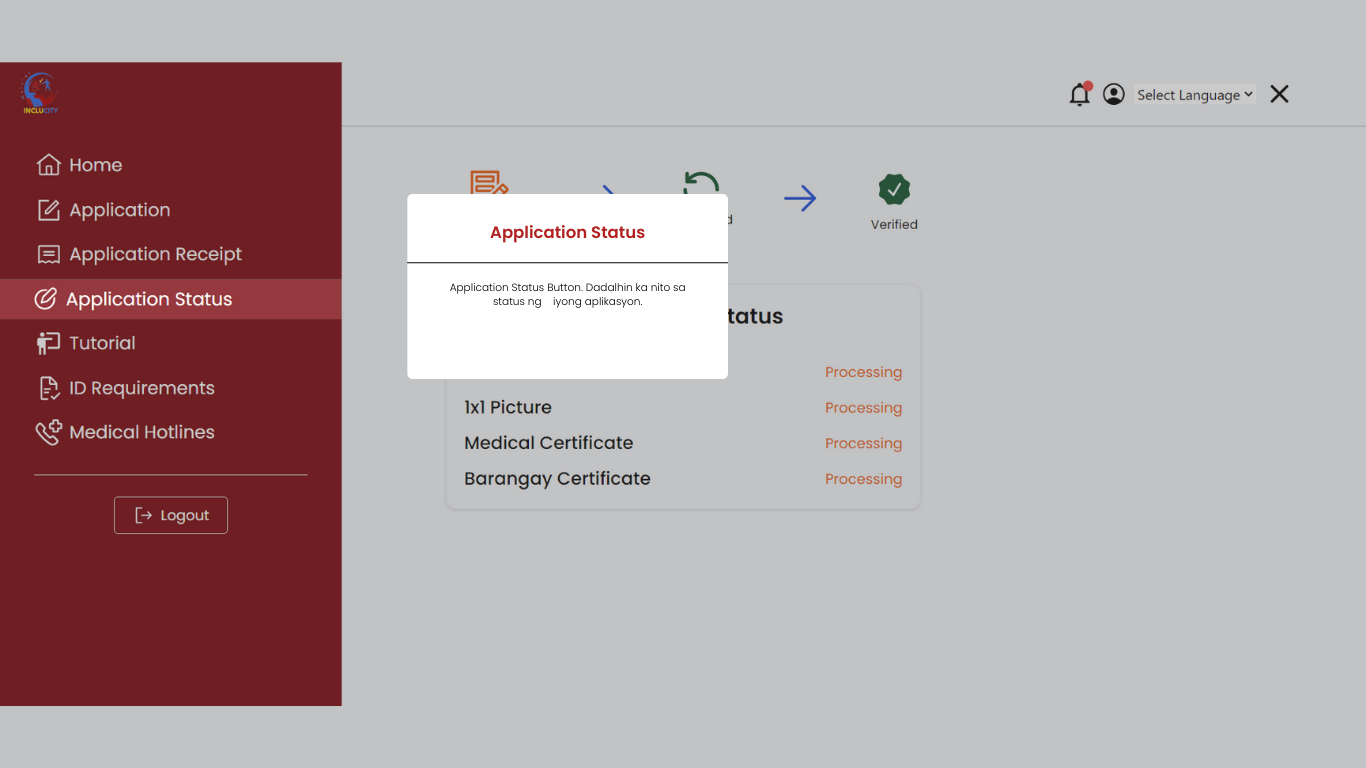 INCLUCITY
Select Language
Home
Application
Application Receipt
Application Status
Tutorial
ID Requirements
Medical Hotlines
Logout
Verified
Application Status
Application Status Button. Dadalhin ka nito sa
status ng iyong aplikasyon.
Processing
1x1 Picture Processing
Medical Certificate Processing
Barangay Certificate Processing